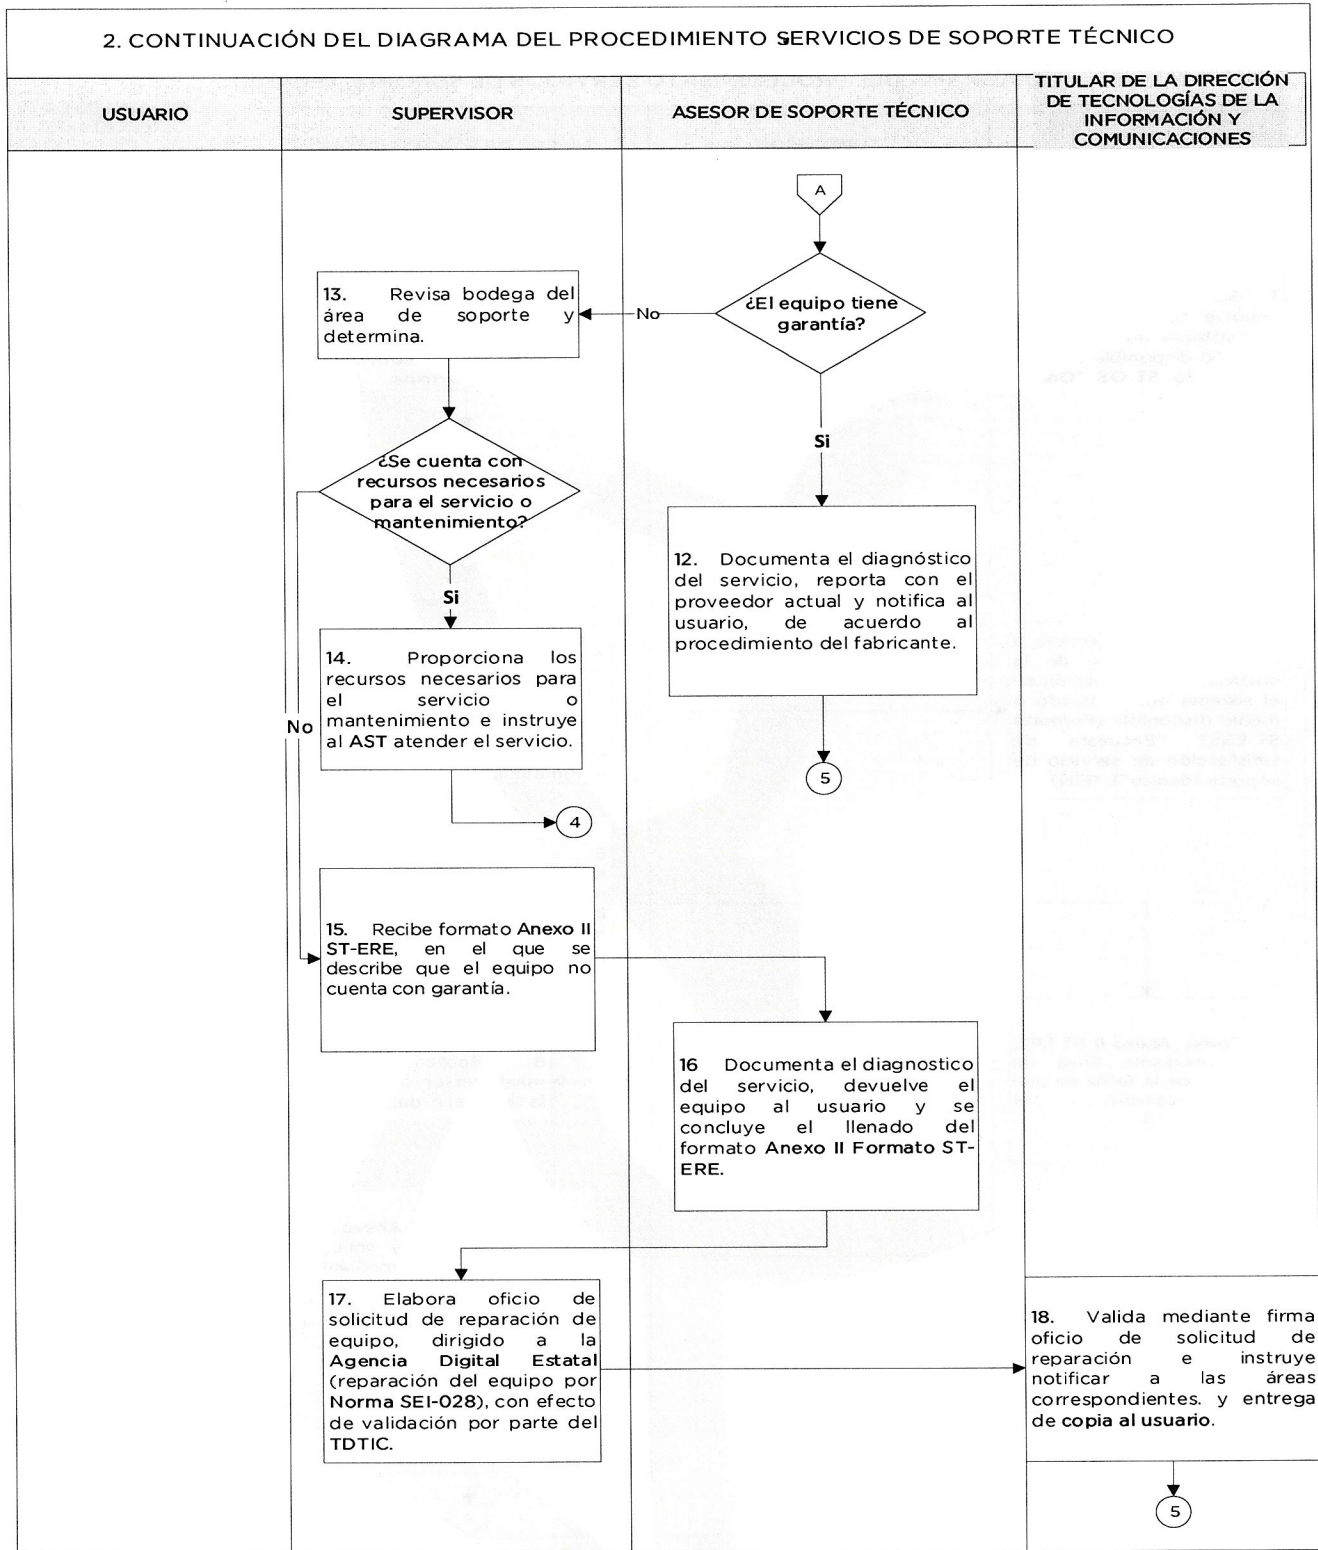 2. CONTINUACIÓN DEL DIAGRAMA DEL PROCEDIMIENTO SERVICIOS DE SOPORTE TÉCNICO
USUARIO
SUPERVISOR
ASESOR DE SOPORTE TÉCNICO
TITULAR DE LA DIRECCIÓN
DE TECNOLOGÍAS DE LA
INFORMACIÓN Y
COMUNICACIONES
A
¿El equipo tiene
garantía?
No
13. Revisa bodega del
área de soporte y
determina.
Si
¿Se cuenta con
recursos necesarios
para el servicio o
mantenimiento?
12. Documenta el diagnóstico
del servicio, reporta con el
proveedor actual y notifica al
usuario, de acuerdo al
procedimiento del fabricante.
Si
14. Proporciona los
recursos necesarios para
el servicio o
mantenimiento e instruye
al AST atender el servicio.
No
5
4
15. Recibe formato Anexo II
ST-ERE, en el que se
describe que el equipo no
cuenta con garantía.
16 Documenta el diagnostico
del servicio, devuelve el
equipo al usuario y se
concluye el llenado del
formato Anexo II Formato ST-
ERE.
17. Elabora oficio de
solicitud de reparación de
equipo, dirigido a la
Agencia Digital Estatal
(reparación del equipo por
Norma SEI-028), con efecto
de validación por parte del
TDTIC.
18. Valida mediante firma
oficio de solicitud de
reparación e instruye
notificar a las áreas
correspondientes. y entrega
de copia al usuario.
5